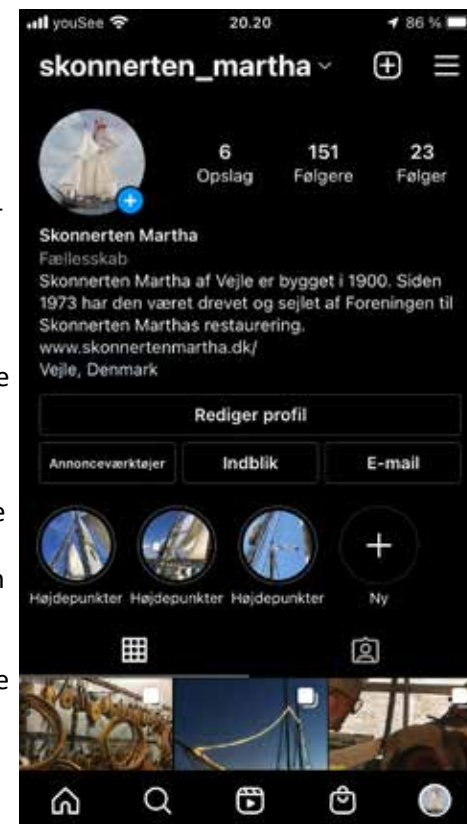 youSee 20.20 86 %
skonnerten_martha
6 151 23
Opslag Følgere Følger
Skonnerten Martha
Fællesskab
Skonnerten Martha af Vejle er bygget i 1900. Siden
1973 har den været drevet og sejlet af Foreningen til
Skonnerten Marthas restaurering.
www.skonnertenmartha.dk/
Vejle, Denmark
Rediger profil
Annonceværktøjer Indblik E-mail
Højdepunkter Højdepunkter Højdepunkter Ny